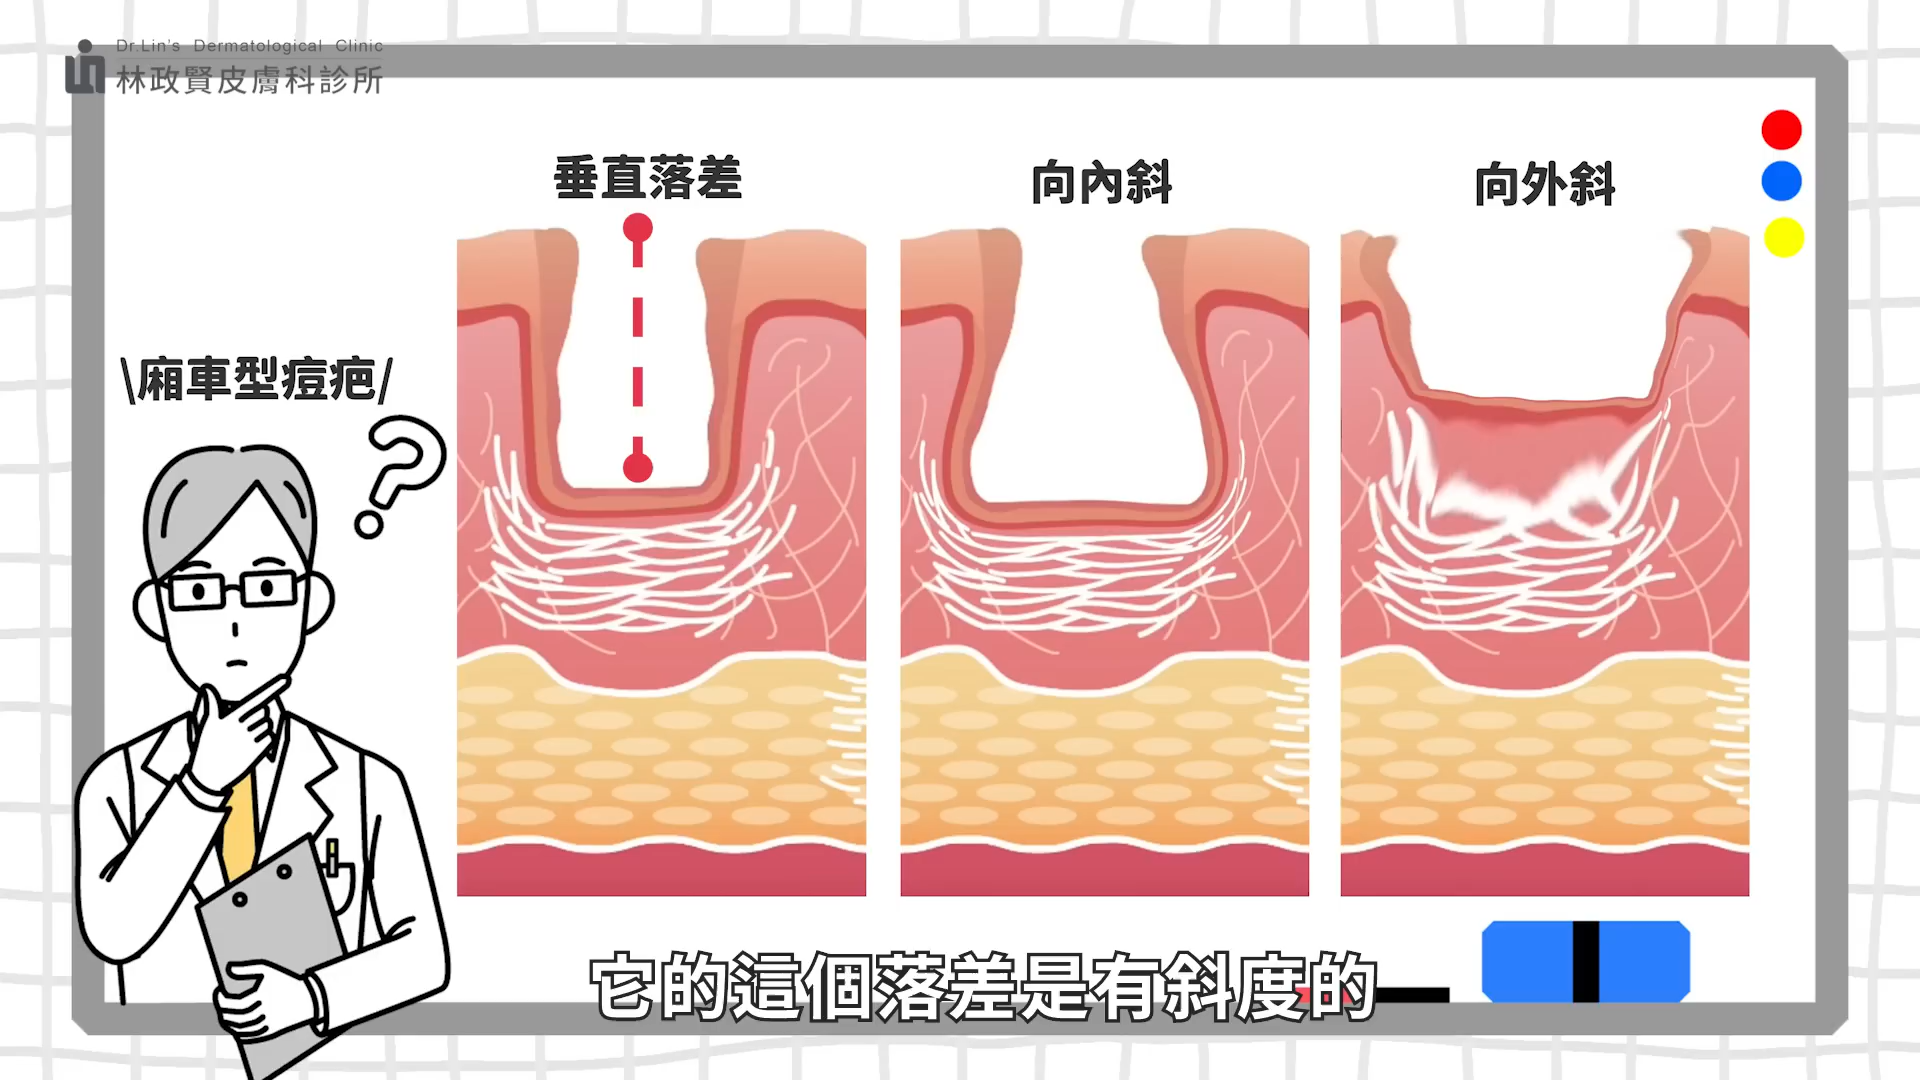 Dr.Lin's Dermatological Clinic
林政賢皮膚科診所
垂直落差
向內斜
向外斜
\廂車型痘疤/
它的這個落差是有斜度的